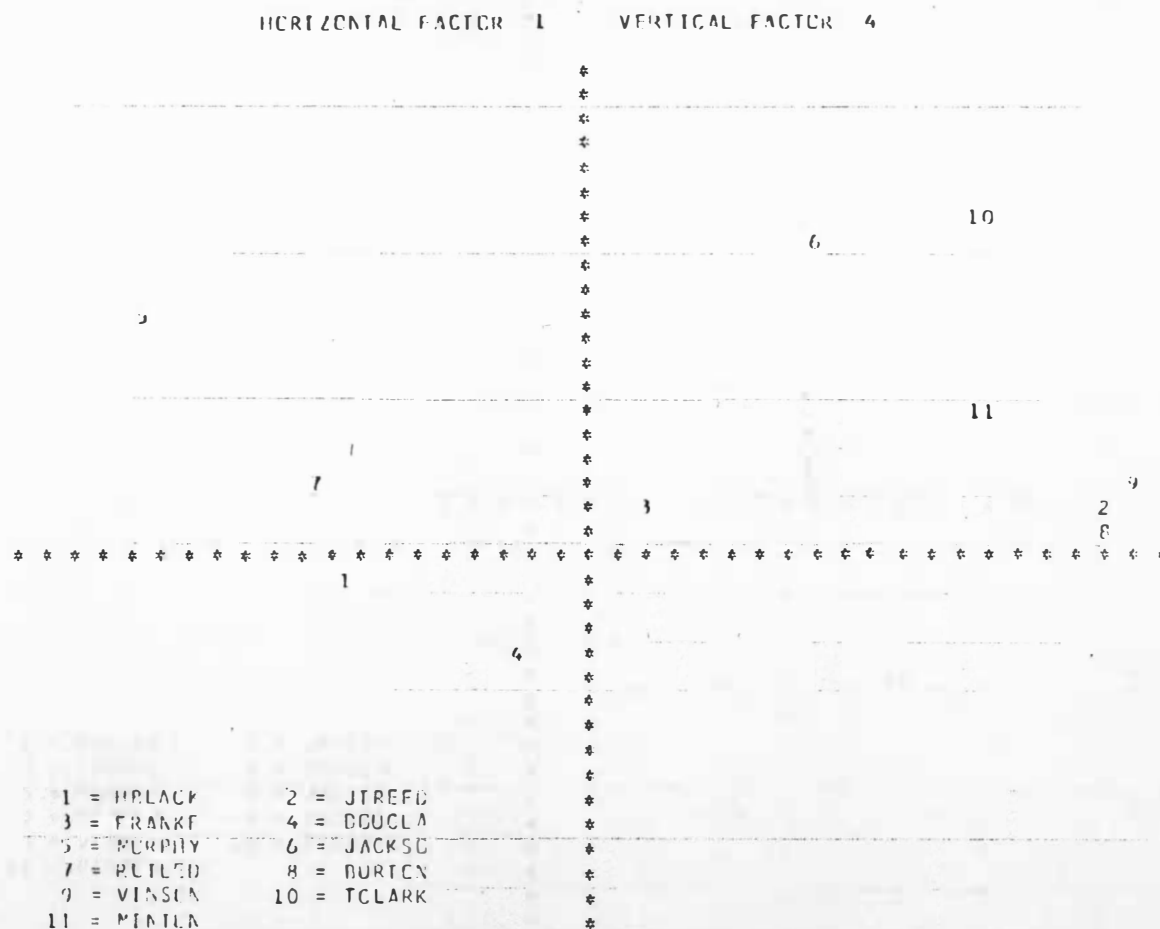 HORIZONTAL FACTOR 1 VERTICAL FACTOR 4
10
6
5
11
7
9
3
2
8
1
4
1 = HBLACK 2 = JTREED
3 = FRANKF 4 = DOUGLA
5 = MURPHY 6 = JACKSO
7 = RUTLED 8 = BURTON
9 = VINSON 10 = TCLARK
11 = MINTON